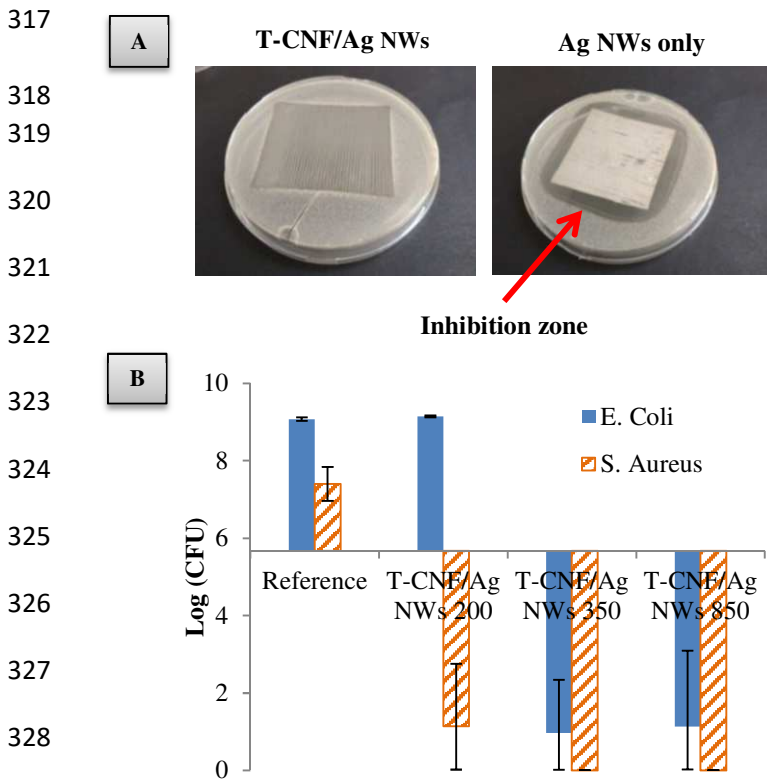 317
A
T-CNF/Ag NWs
Ag NWs only
318
319
320
321
Inhibition zone
322
B
323
324
325
326
327
328
10
8
6
4
2
0
Log (CFU)
E. Coli
S. Aureus
Reference
T-CNF/Ag
NWs 200
T-CNF/Ag
NWs 350
T-CNF/Ag
NWs 850